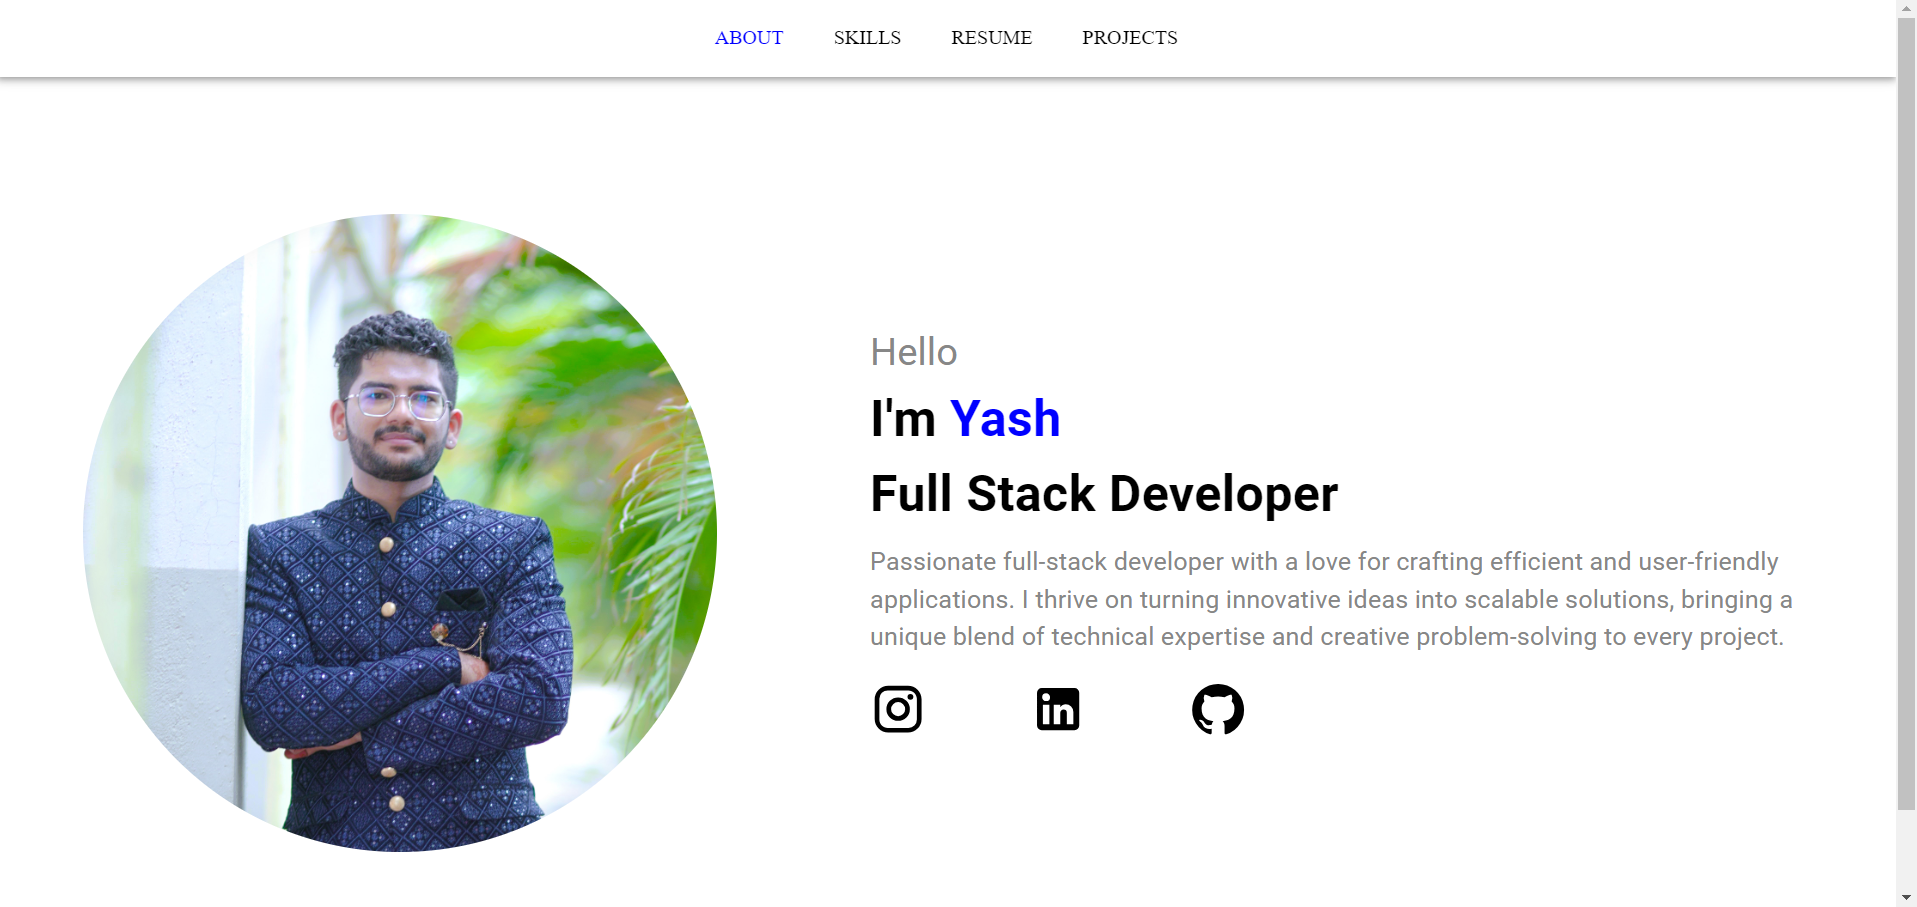 ABOUT SKILLS RESUME PROJECTS
Hello
I'm Yash
Full Stack Developer
Passionate full-stack developer with a love for crafting efficient and user-friendly
applications. I thrive on turning innovative ideas into scalable solutions, bringing a
unique blend of technical expertise and creative problem-solving to every project.
in